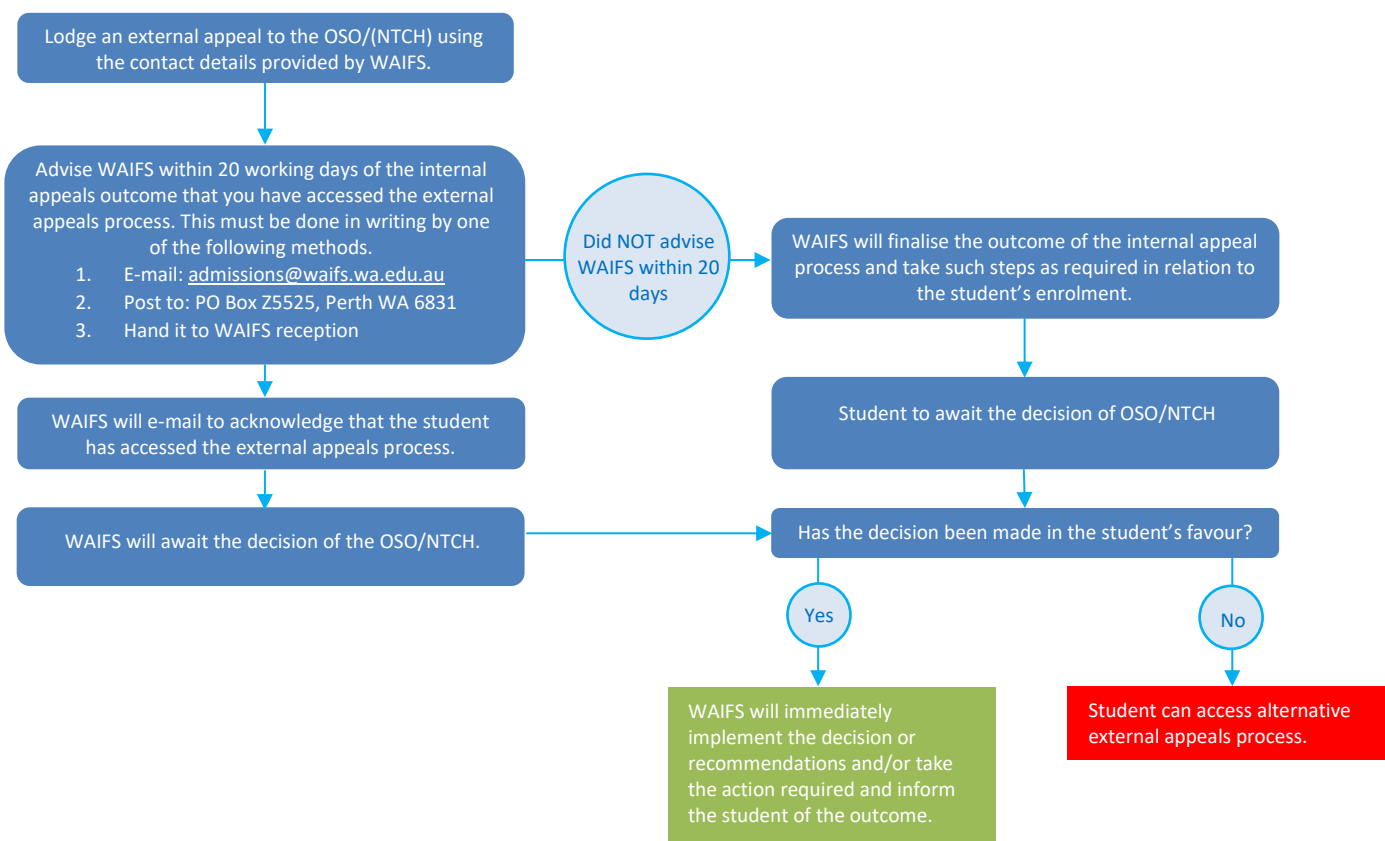 Lodge an external appeal to the OSO/(NTCH) using
the contact details provided by WAIFS.
Advise WAIFS within 20 working days of the internal
appeals outcome that you have accessed the external
appeals process. This must be done in writing by one
of the following methods.
1. E-mail: admissions@waifs.wa.edu.au
2. Post to: PO Box Z5525, Perth WA 6831
3. Hand it to WAIFS reception
Did NOT advise
WAIFS within 20
days
WAIFS will finalise the outcome of the internal appeal
process and take such steps as required in relation to
the student’s enrolment.
WAIFS will e-mail to acknowledge that the student
has accessed the external appeals process.
Student to await the decision of OSO/NTCH
WAIFS will await the decision of the OSO/NTCH.
Has the decision been made in the student’s favour?
Yes
No
WAIFS will immediately
implement the decision or
recommendations and/or take
the action required and inform
the student of the outcome.
Student can access alternative
external appeals process.